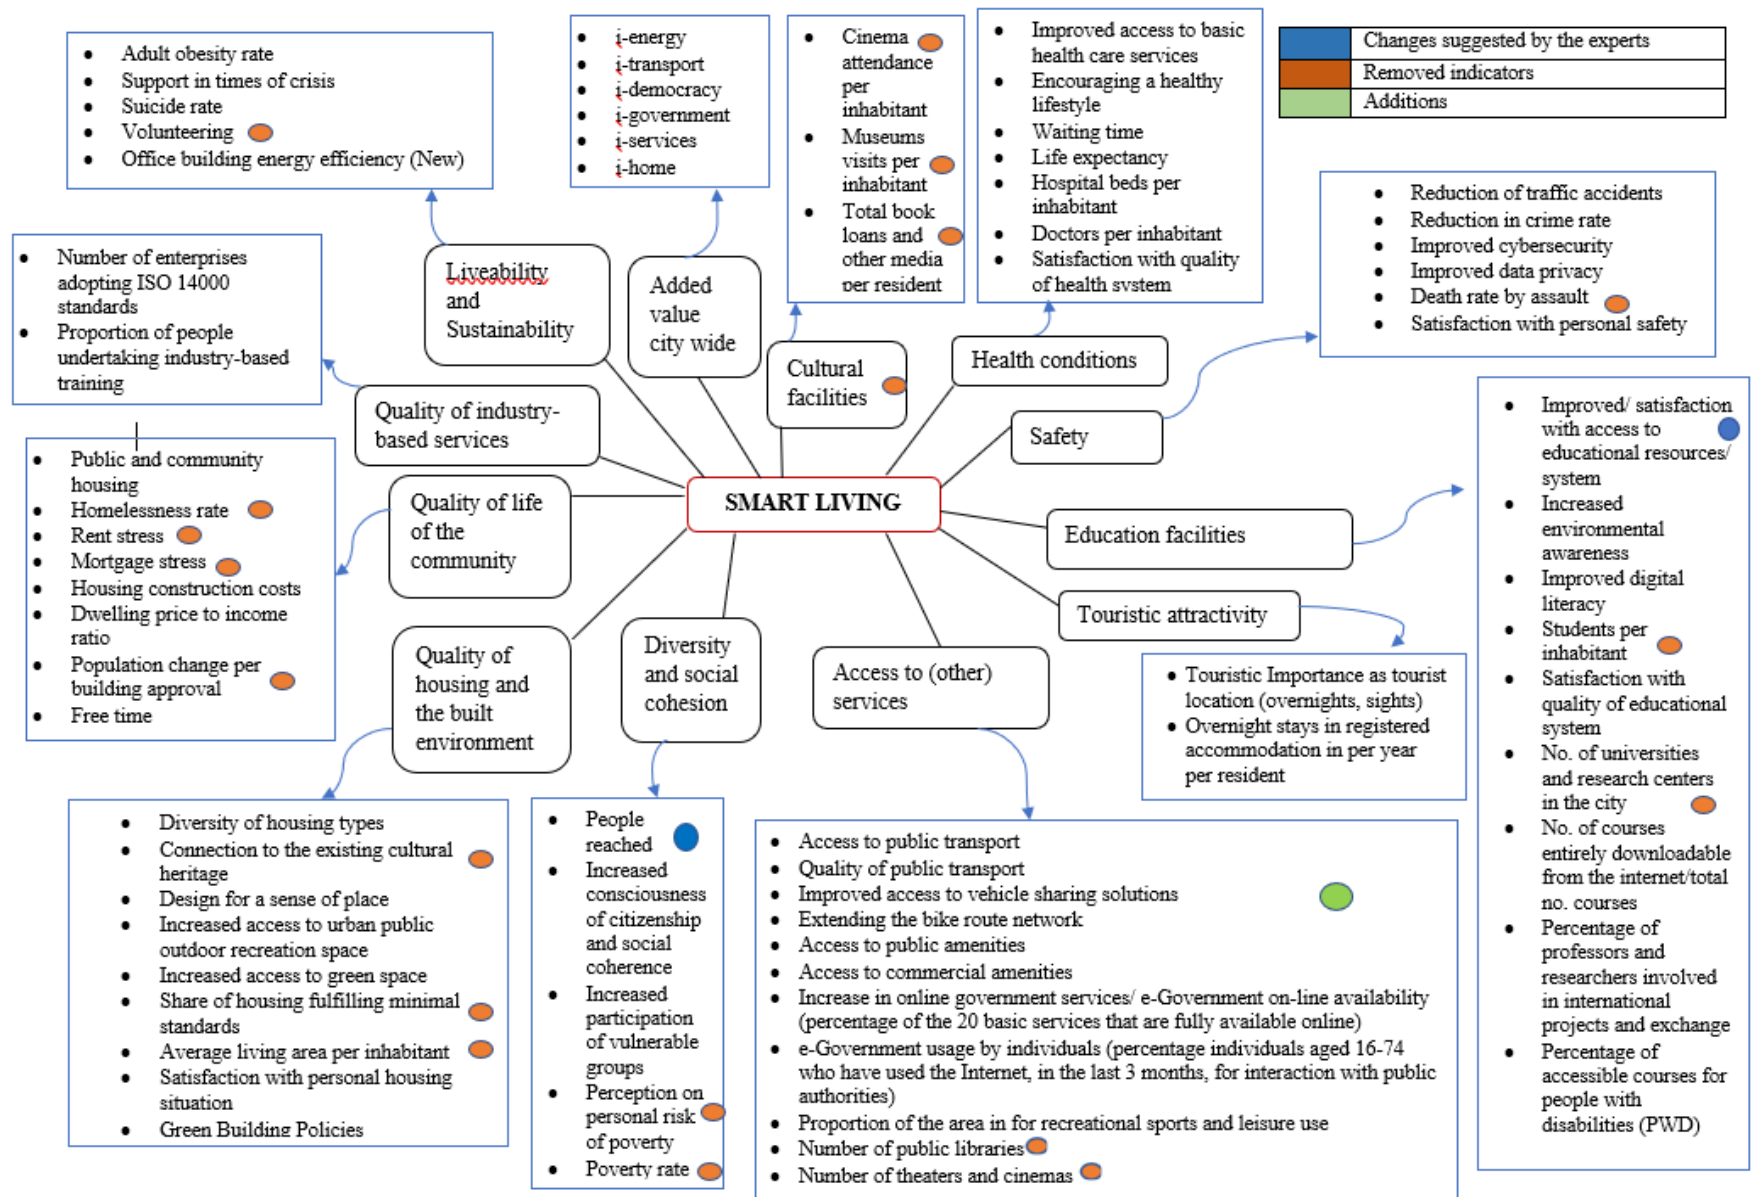 Adult obesity rate
Support in times of crisis
Suicide rate
Volunteering
Office building energy efficiency (New)
i-energy
i-transport
i-democracy
i-government
i-services
i-home
Cinema
attendance
per
inhabitant
Museums
visits per
inhabitant
Total book
loans and
other media
per resident
Improved access to basic
health care services
Encouraging a healthy
lifestyle
Waiting time
Life expectancy
Hospital beds per
inhabitant
Doctors per inhabitant
Satisfaction with quality
of health system
Changes suggested by the experts
Removed indicators
Additions
Reduction of traffic accidents
Reduction in crime rate
Improved cybersecurity
Improved data privacy
Death rate by assault
Satisfaction with personal safety
Number of enterprises
adopting ISO 14000
standards
Proportion of people
undertaking industry-based
training
Liveability
and
Sustainability
Added
value
city wide
Cultural
facilities
Health conditions
Safety
Quality of industry-
based services
Quality of life
of the
community
SMART LIVING
Education facilities
Touristic attractivity
Access to (other)
services
Diversity
and social
cohesion
Quality of
housing and
the built
environment
Public and community
housing
Homelessness rate
Rent stress
Mortgage stress
Housing construction costs
Dwelling price to income
ratio
Population change per
building approval
Free time
Improved/ satisfaction
with access to
educational resources/
system
Increased
environmental
awareness
Improved digital
literacy
Students per
inhabitant
Satisfaction with
quality of educational
system
No. of universities
and research centers
in the city
No. of courses
entirely downloadable
from the internet/total
no. courses
Percentage of
professors and
researchers involved
in international
projects and exchange
Percentage of
accessible courses for
people with
disabilities (PWD)
Touristic Importance as tourist
location (overnights, sights)
Overnight stays in registered
accommodation in per year
per resident
Diversity of housing types
Connection to the existing cultural
heritage
Design for a sense of place
Increased access to urban public
outdoor recreation space
Increased access to green space
Share of housing fulfilling minimal
standards
Average living area per inhabitant
Satisfaction with personal housing
situation
Green Building Policies
People
reached
Increased
consciousness
of citizenship
and social
coherence
Increased
participation
of vulnerable
groups
Perception on
personal risk
of poverty
Poverty rate
Access to public transport
Quality of public transport
Improved access to vehicle sharing solutions
Extending the bike route network
Access to public amenities
Access to commercial amenities
Increase in online government services/ e-Government on-line availability
(percentage of the 20 basic services that are fully available online)
e-Government usage by individuals (percentage individuals aged 16-74
who have used the Internet, in the last 3 months, for interaction with public
authorities)
Proportion of the area in for recreational sports and leisure use
Number of public libraries
Number of theaters and cinemas